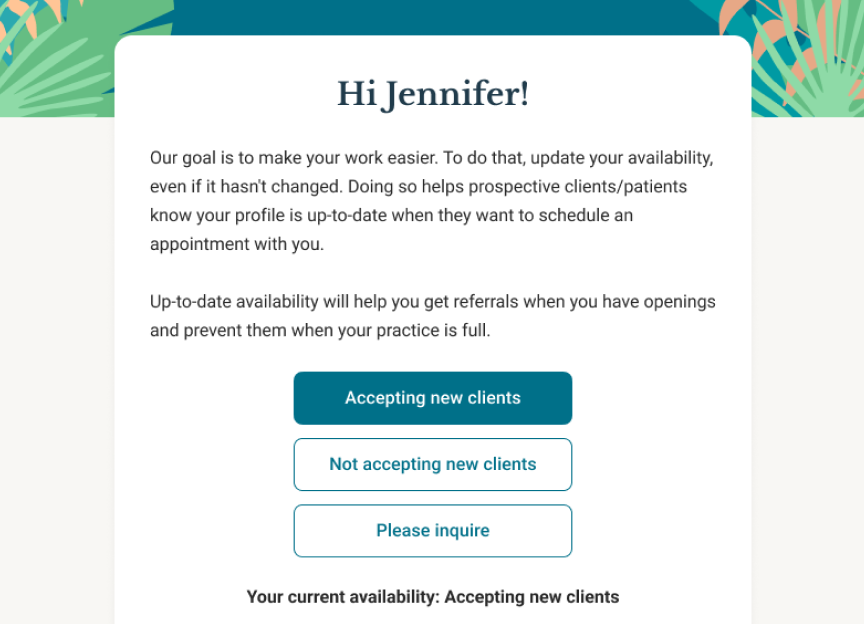 Hi Jennifer!
Our goal is to make your work easier. To do that, update your availability,
even if it hasn't changed. Doing so helps prospective clients/patients
know your profile is up-to-date when they want to schedule an
appointment with you.
Up-to-date availability will help you get referrals when you have openings
and prevent them when your practice is full.
Accepting new clients
Not accepting new clients
Please inquire
Your current availability: Accepting new clients